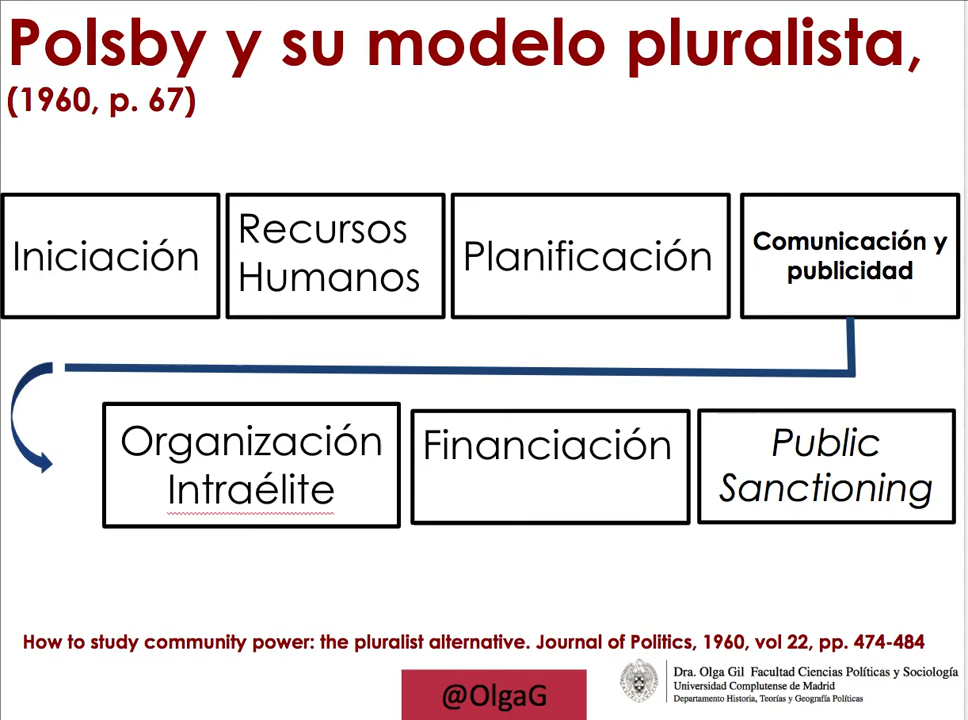 Polsby y su modelo pluralista,
(1960, p. 67)
Iniciación
Recursos
Humanos
Planificación
Comunicación y
publicidad
Organización
Intraélite
Financiación
Public
Sanctioning
How to study community power: the pluralist alternative. Journal of Politics, 1960, vol 22, pp. 474-484
@OlgaG
Dra. Olga Gil Facultad Ciencias Políticas y Sociología
Universidad Complutense de Madrid
Departamento Historia, Teorías y Geografía Políticas